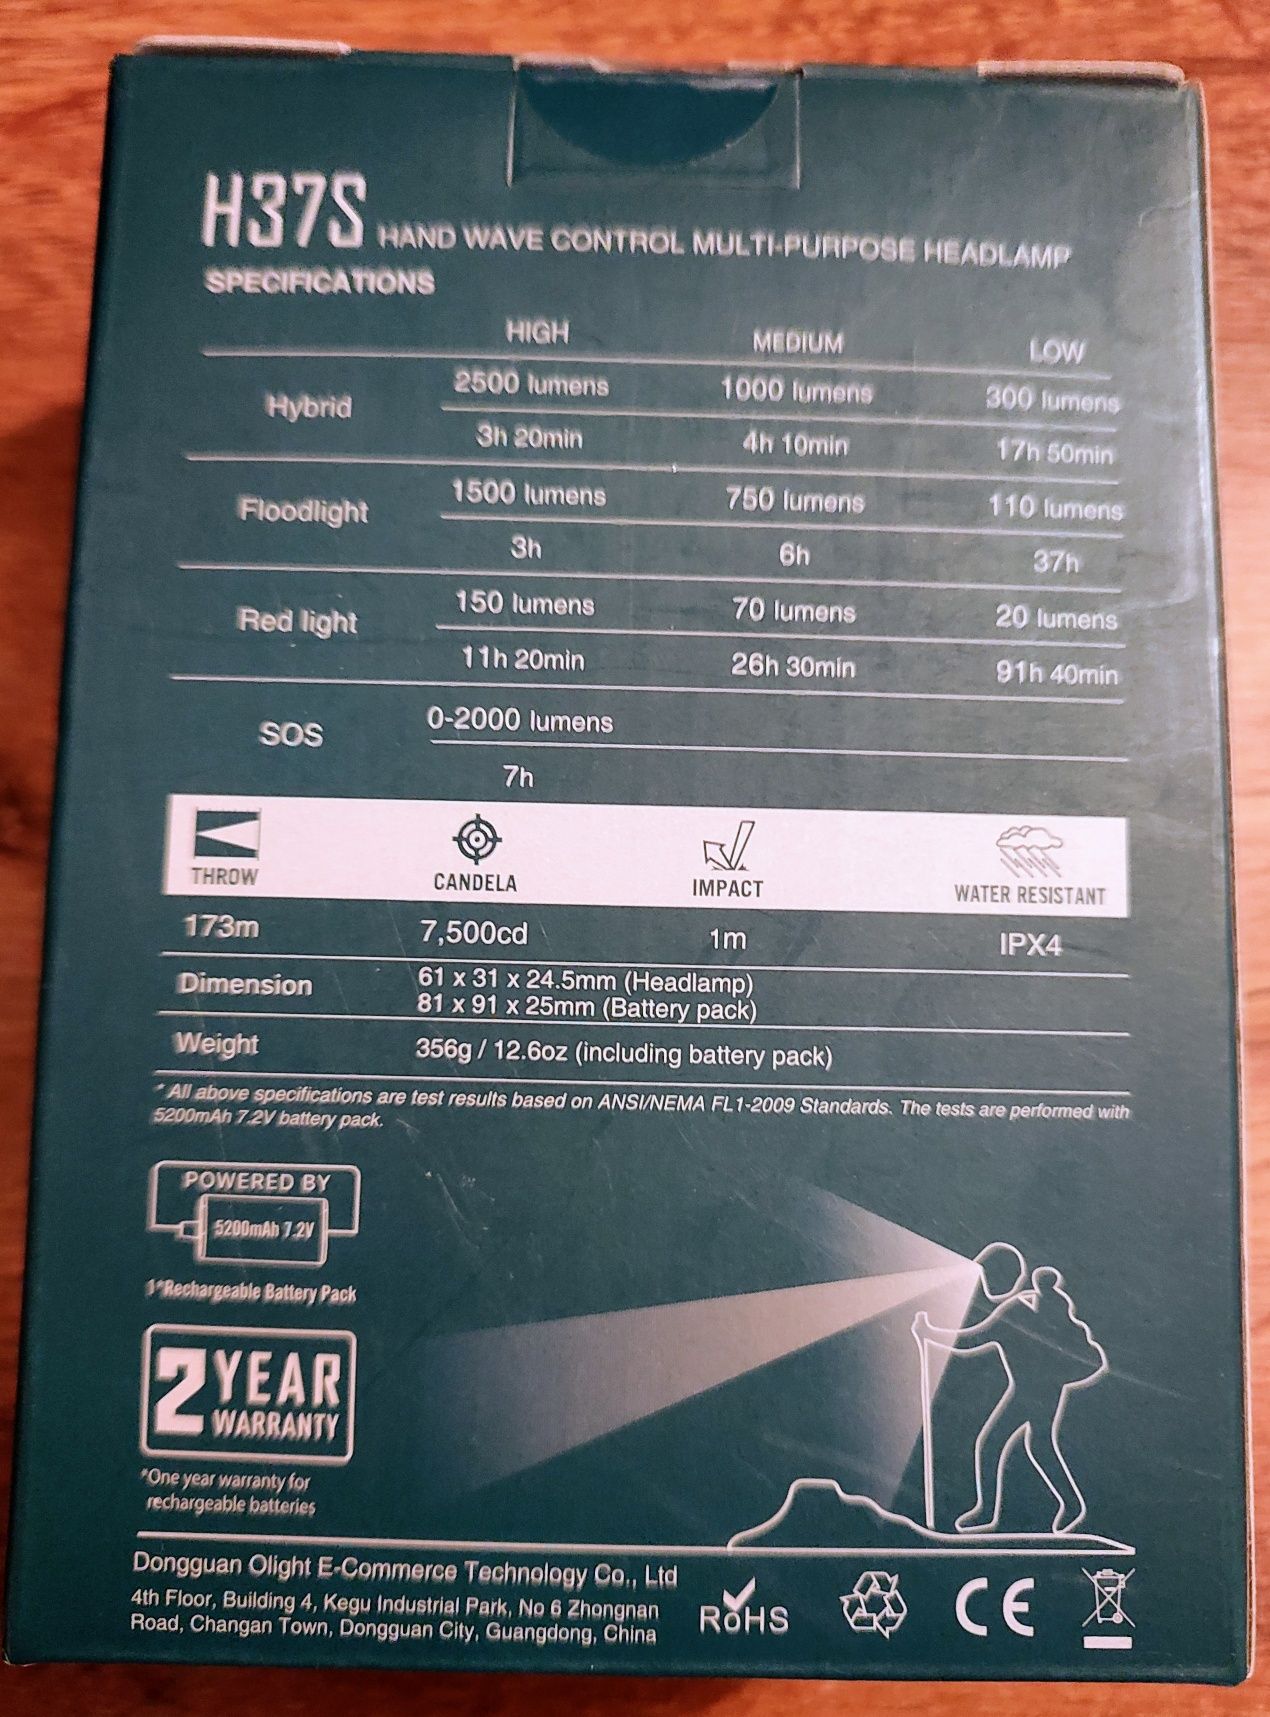 H37S HAND WAVE CONTROL MULTI-PURPOSE HEADLAMP
SPECIFICATIONS
HIGH MEDIUM LOW
Hybrid
2500 lumens 1000 lumens 300 lumens
3h 20min 4h 10min 17h 50min
Floodlight
1500 lumens 750 lumens 110 lumens
3h 6h 37h
Red light
150 lumens 70 lumens 20 lumens
11h 20min 26h 30min 91h 40min
SOS
0-2000 lumens
7h
THROW CANDELA IMPACT WATER RESISTANT
173m 7,500cd 1m IPX4
Dimension 61 x 31 x 24.5mm (Headlamp)
81 x 91 x 25mm (Battery pack)
Weight 356g / 12.6oz (including battery pack)
* All above specifications are test results based on ANSI/NEMA FL1-2009 Standards. The tests are performed with
5200mAh 7.2V battery pack.
POWERED BY
5200mAh 7.2V
1*Rechargeable Battery Pack
2 YEAR
WARRANTY
*One year warranty for
rechargeable batteries
Dongguan Olight E-Commerce Technology Co., Ltd
4th Floor, Building 4, Kegu Industrial Park, No 6 Zhongnan
Road, Changan Town, Dongguan City, Guangdong, China
RoHS CE